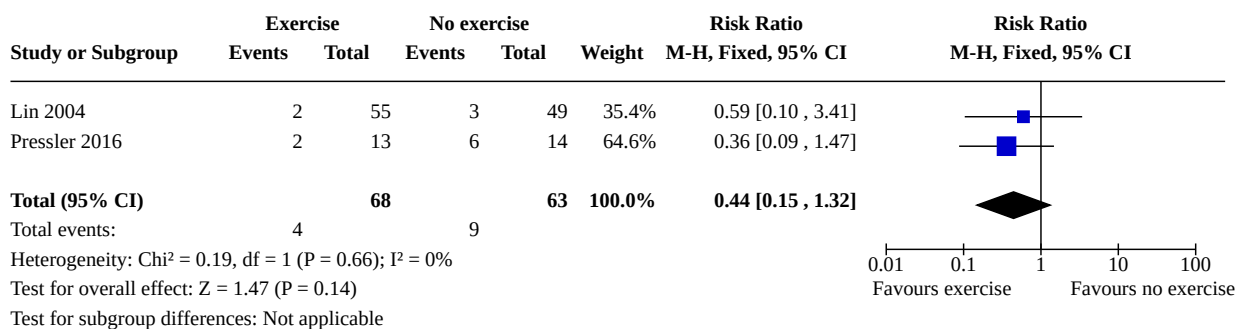 Exercise No exercise Risk Ratio Risk Ratio
Study or Subgroup Events Total Events Total Weight M-H, Fixed, 95% CI M-H, Fixed, 95% CI
Lin 2004 2 55 3 49 35.4% 0.59 [0.10 , 3.41]
Pressler 2016 2 13 6 14 64.6% 0.36 [0.09 , 1.47]
Total (95% CI) 68 63 100.0% 0.44 [0.15 , 1.32]
Total events: 4 9
Heterogeneity: Chi² = 0.19, df = 1 (P = 0.66); I² = 0%
Test for overall effect: Z = 1.47 (P = 0.14)
Test for subgroup differences: Not applicable
0.01 0.1 1 10 100
Favours exercise Favours no exercise